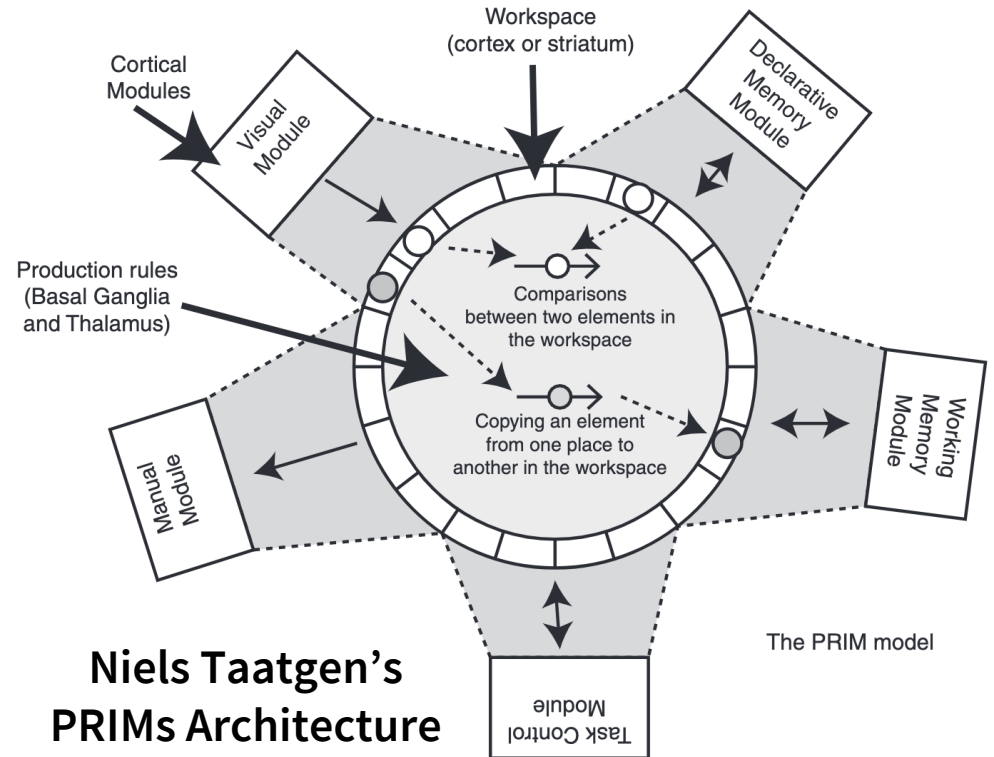 Workspace
(cortex or striatum)
Cortical
Modules
Visual
Module
Declarative
Memory
Module
Production rules
(Basal Ganglia
and Thalamus)
Comparisons
between two elements in
the workspace
Copying an element
from one place to
another in the workspace
Working
Memory
Module
Manual
Module
Task Control
Module
The PRIM model
Niels Taatgen’s
PRIMs Architecture